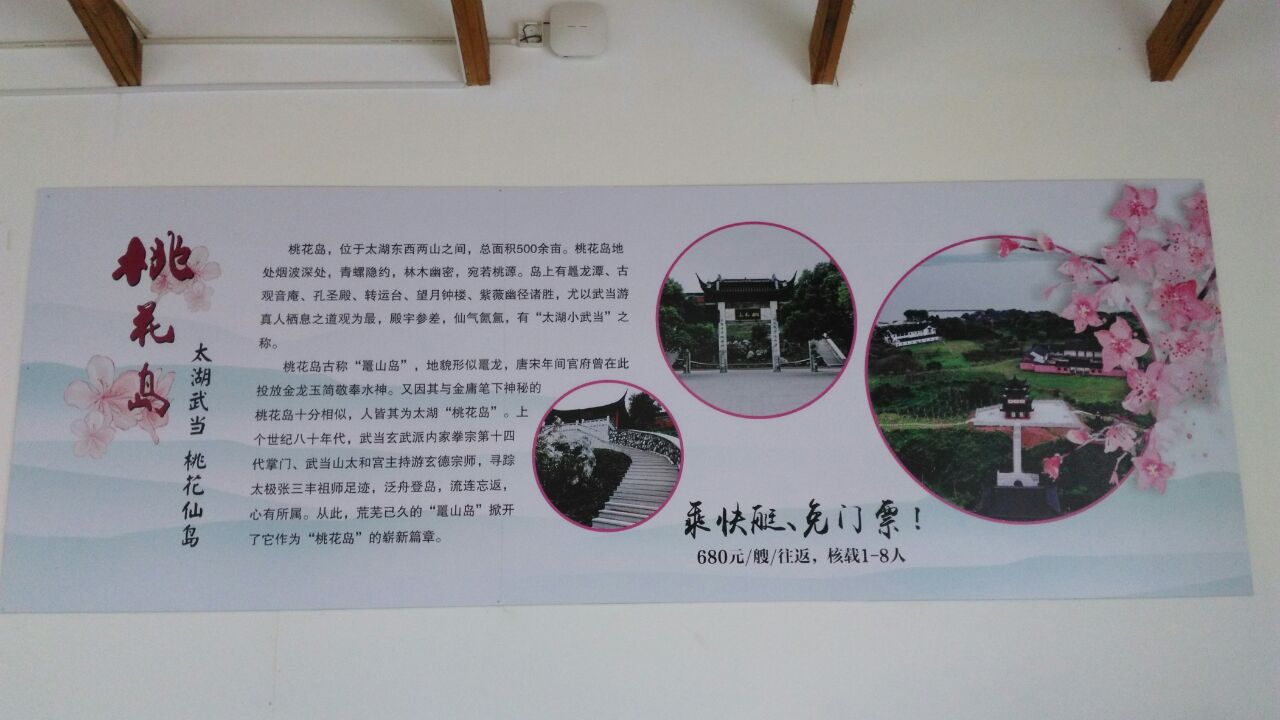 桃花岛
太湖武当 桃花仙岛
桃花岛，位于太湖东西两山之间，总面积500余亩。桃花岛地
处烟波深处，青螺隐约，林木幽密，宛若桃源。岛上有鼍龙潭、古
观音庵、孔圣殿、转运台、望月钟楼、紫薇幽径诸胜，尤以武当游
真人栖息之道观为最，殿宇参差，仙气氤氲，有“太湖小武当”之
称。
桃花岛古称“鼍山岛”，地貌形似鼍龙，唐宋年间官府曾在此
投放金龙玉简敬奉水神。又因其与金庸笔下神秘的
桃花岛十分相似，人皆其为太湖“桃花岛”。上
个世纪八十年代，武当玄武派内家拳宗第十四
代掌门、武当山太和宫主持游玄德宗师，寻踪
太极张三丰祖师足迹，泛舟登岛，流连忘返，
心有所属。从此，荒芜已久的“鼍山岛”掀开
了它作为“桃花岛”的崭新篇章。
乘快艇、免门票！
680元/艘/往返，核载1-8人